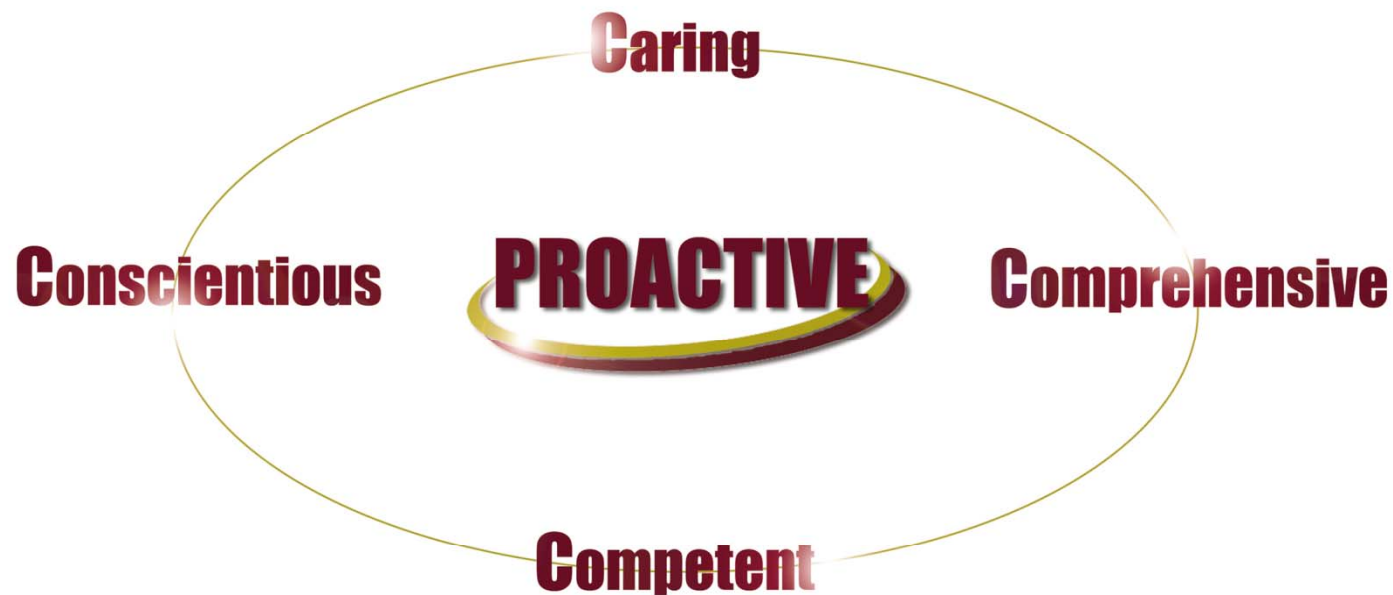 Caring
Conscientious
PROACTIVE
Comprehensive
Competent